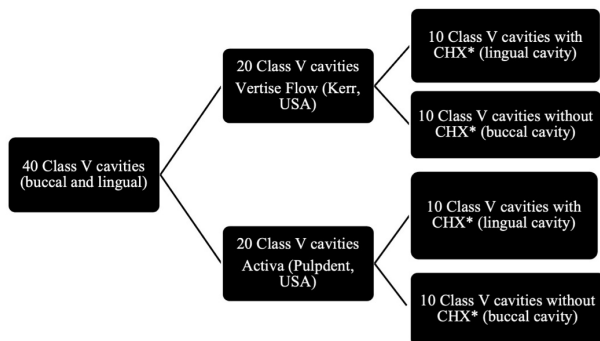 40 Class V cavities
(buccal and lingual)
20 Class V cavities
Vertise Flow (Kerr,
USA)
10 Class V cavities with
CHX* (lingual cavity)
10 Class V cavities without
CHX* (buccal cavity)
20 Class V cavities
Activa (Pulpdent,
USA)
10 Class V cavities with
CHX* (lingual cavity)
10 Class V cavities without
CHX* (buccal cavity)